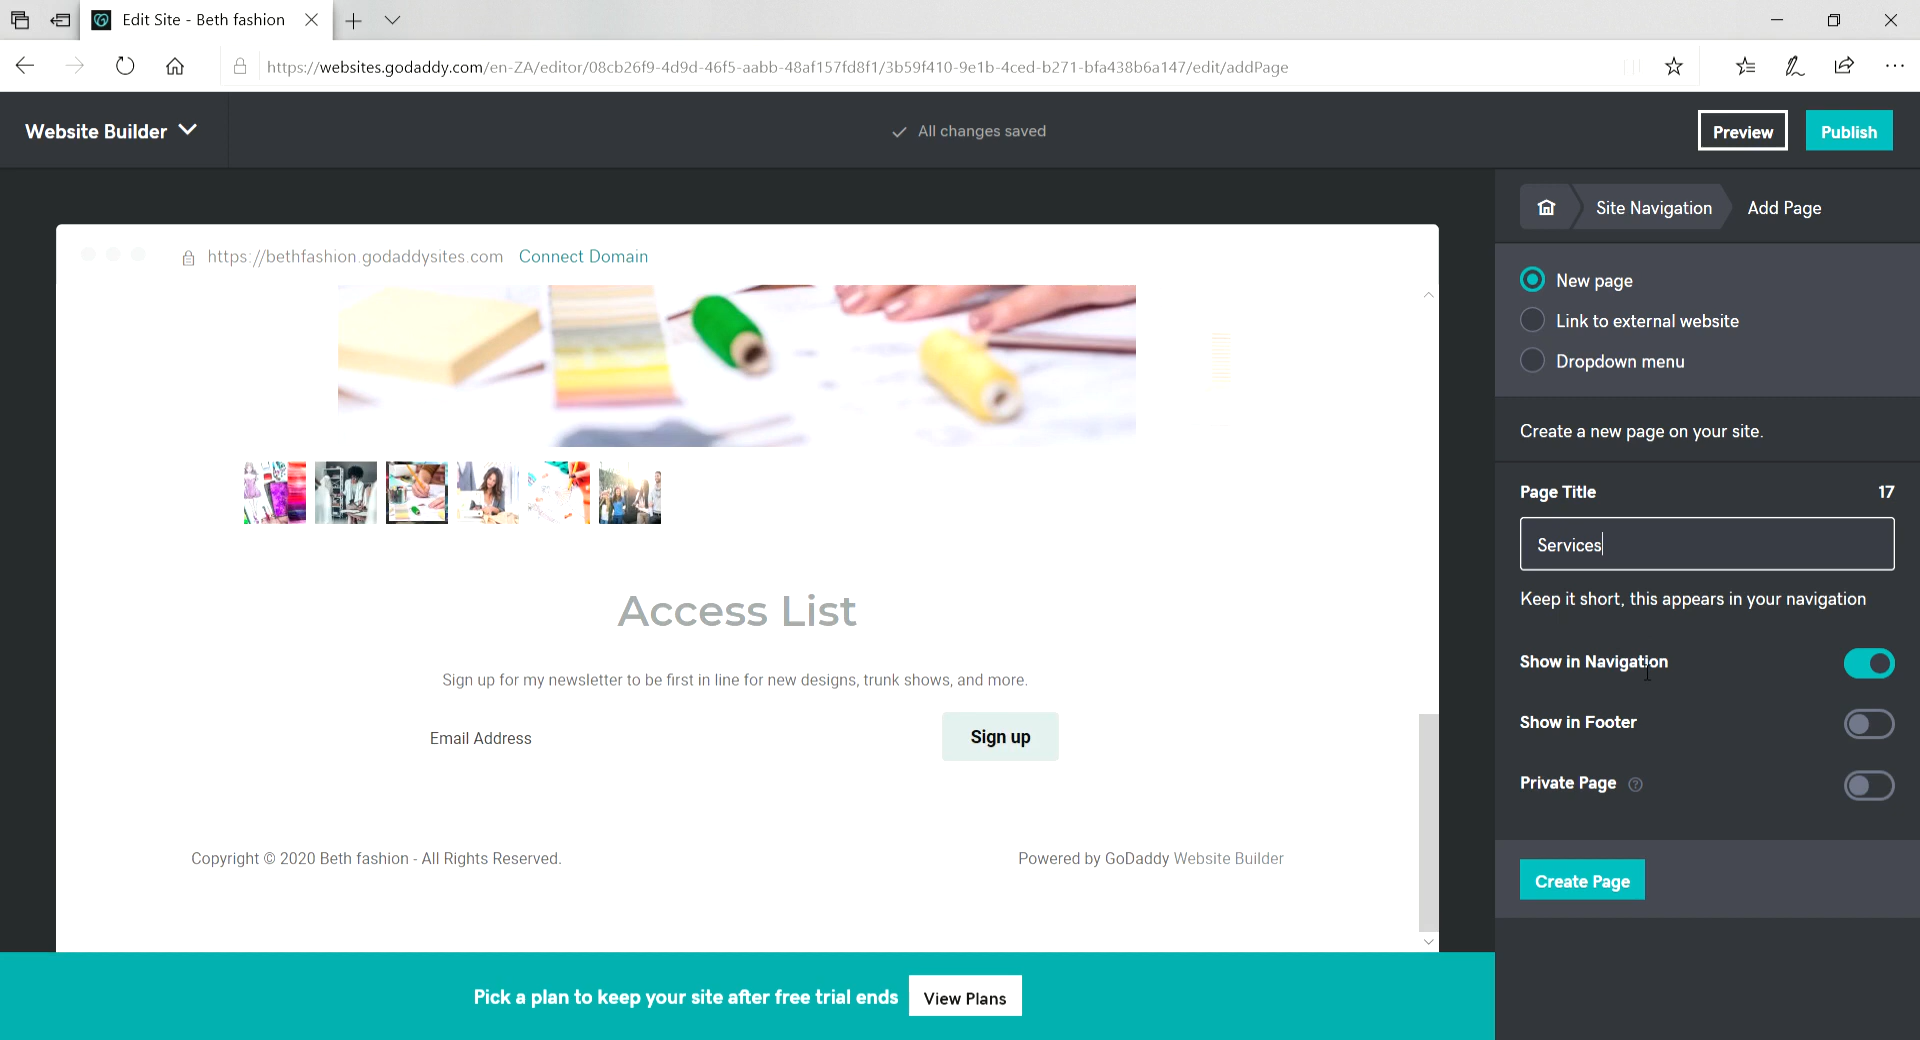 Edit Site - Beth fashion
https://websites.godaddy.com/en-ZA/editor/08cb26f9-4d9d-46f5-aabb-48af157fd8f1/3b59f410-9e1b-4ced-b271-bfa438b6a147/edit/addPage
Website Builder
All changes saved
Preview
Publish
Site Navigation
Add Page
https://bethfashion.godaddysites.com Connect Domain
New page
Link to external website
Dropdown menu
Create a new page on your site.
Page Title 17
Services
Keep it short, this appears in your navigation
Show in Navigation
Show in Footer
Private Page ?
Create Page
Access List
Sign up for my newsletter to be first in line for new designs, trunk shows, and more.
Email Address
Sign up
Copyright © 2020 Beth fashion - All Rights Reserved.
Powered by GoDaddy Website Builder
Pick a plan to keep your site after free trial ends
View Plans